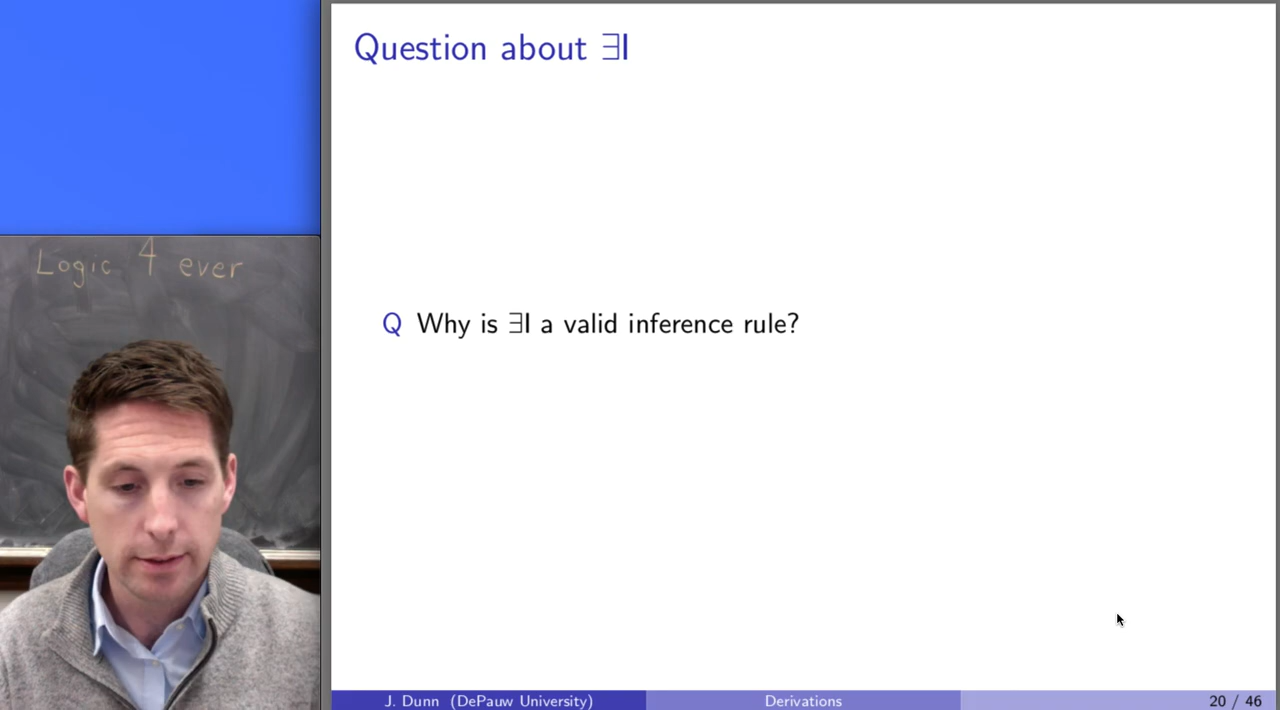 Question about ∃I
Logic 4 ever
Q Why is ∃I a valid inference rule?
J. Dunn (DePauw University) Derivations 20 / 46